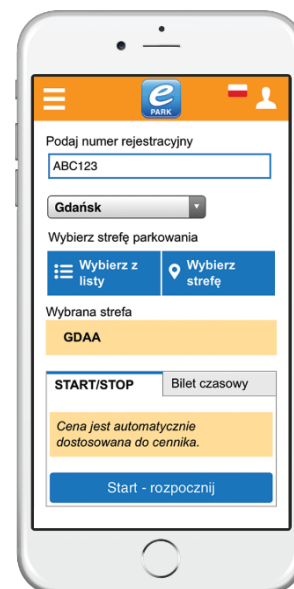 e
PARK
Podaj numer rejestracyjny
ABC123
Gdańsk
Wybierz strefę parkowania
Wybierz z
listy
Wybierz
strefę
Wybrana strefa
GDAA
START/STOP
Bilet czasowy
Cena jest automatycznie
dostosowana do cennika.
Start - rozpocznij